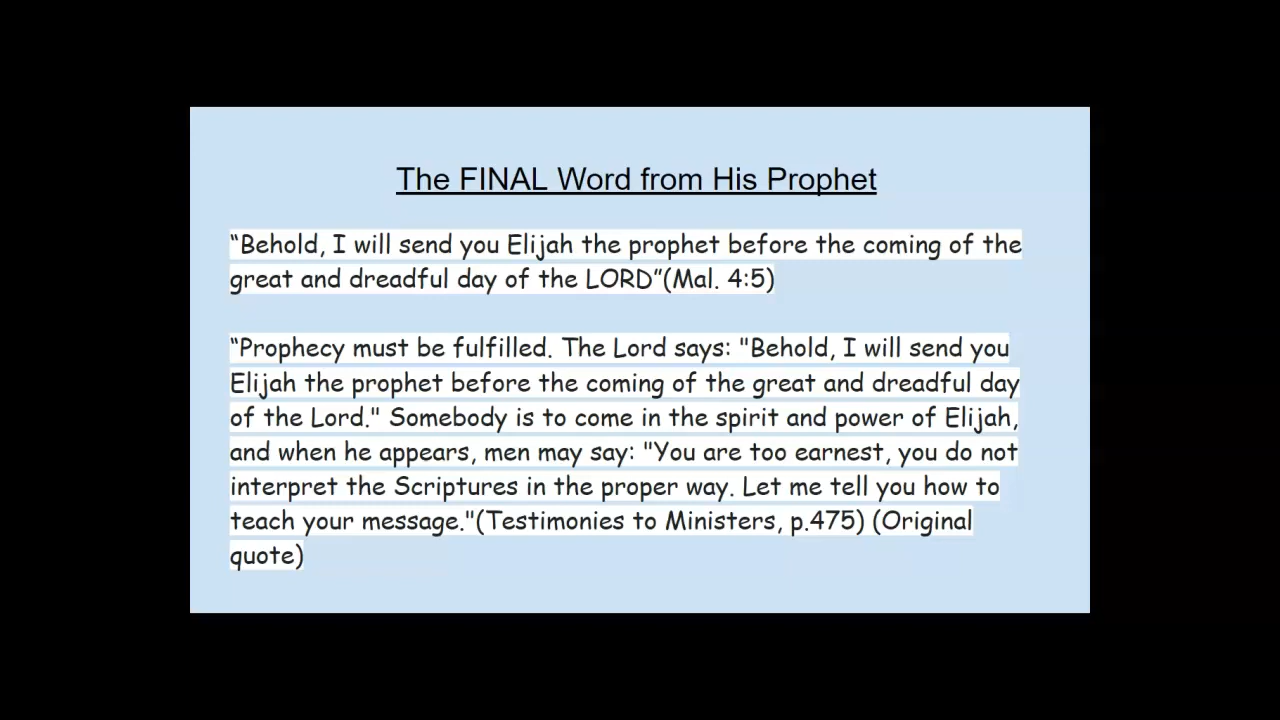 The FINAL Word from His Prophet
“Behold, I will send you Elijah the prophet before the coming of the
great and dreadful day of the LORD”(Mal. 4:5)
“Prophecy must be fulfilled. The Lord says: "Behold, I will send you
Elijah the prophet before the coming of the great and dreadful day
of the Lord." Somebody is to come in the spirit and power of Elijah,
and when he appears, men may say: "You are too earnest, you do not
interpret the Scriptures in the proper way. Let me tell you how to
teach your message."(Testimonies to Ministers, p.475) (Original
quote)